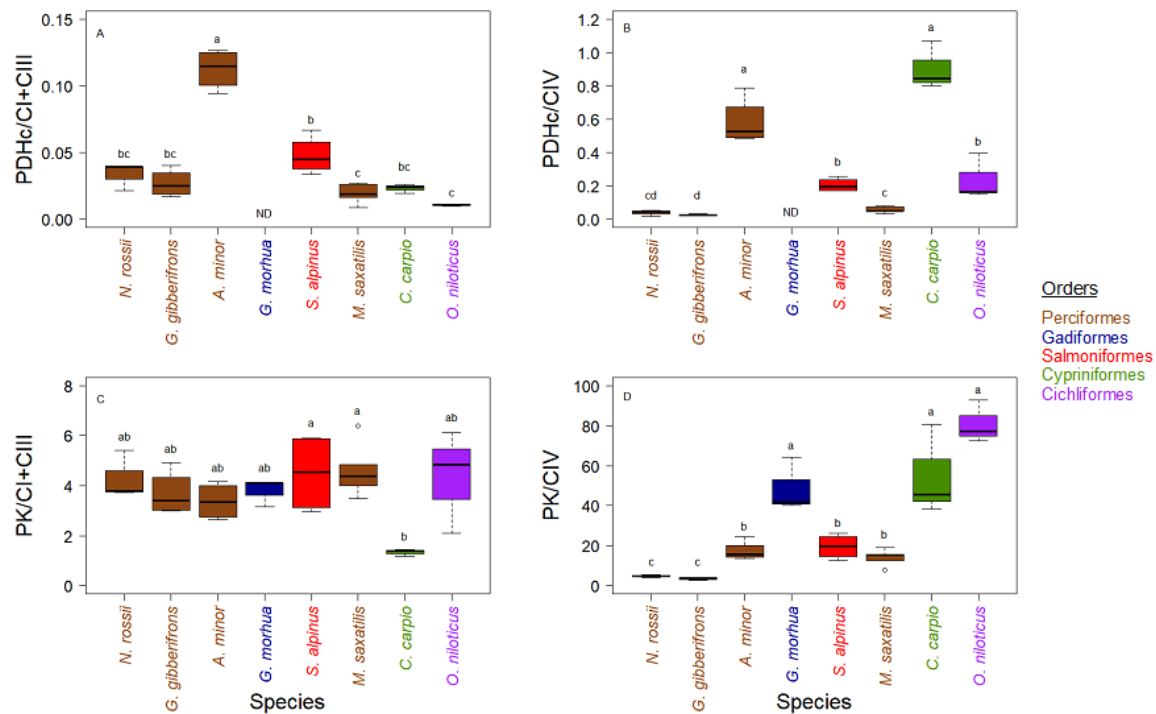 A
PDHc/CI+CIII
0.15
0.10
0.05
0.00
bc
bc
a
ND
b
c
bc
c
N. rossii
G. gibberifrons
A. minor
G. morhua
S. alpinus
M. saxatilis
C. carpio
O. niloticus
B
PDHc/CIV
1.2
1.0
0.8
0.6
0.4
0.2
0.0
cd
d
a
ND
b
c
a
b
N. rossii
G. gibberifrons
A. minor
G. morhua
S. alpinus
M. saxatilis
C. carpio
O. niloticus
Orders
Perciformes
Gadiformes
Salmoniformes
Cypriniformes
Cichliformes
C
PK/CI+CIII
8
6
4
2
0
ab
ab
ab
ab
a
a
b
ab
N. rossii
G. gibberifrons
A. minor
G. morhua
S. alpinus
M. saxatilis
C. carpio
O. niloticus
Species
D
PK/CIV
100
80
60
40
20
0
c
c
b
a
b
b
a
a
N. rossii
G. gibberifrons
A. minor
G. morhua
S. alpinus
M. saxatilis
C. carpio
O. niloticus
Species